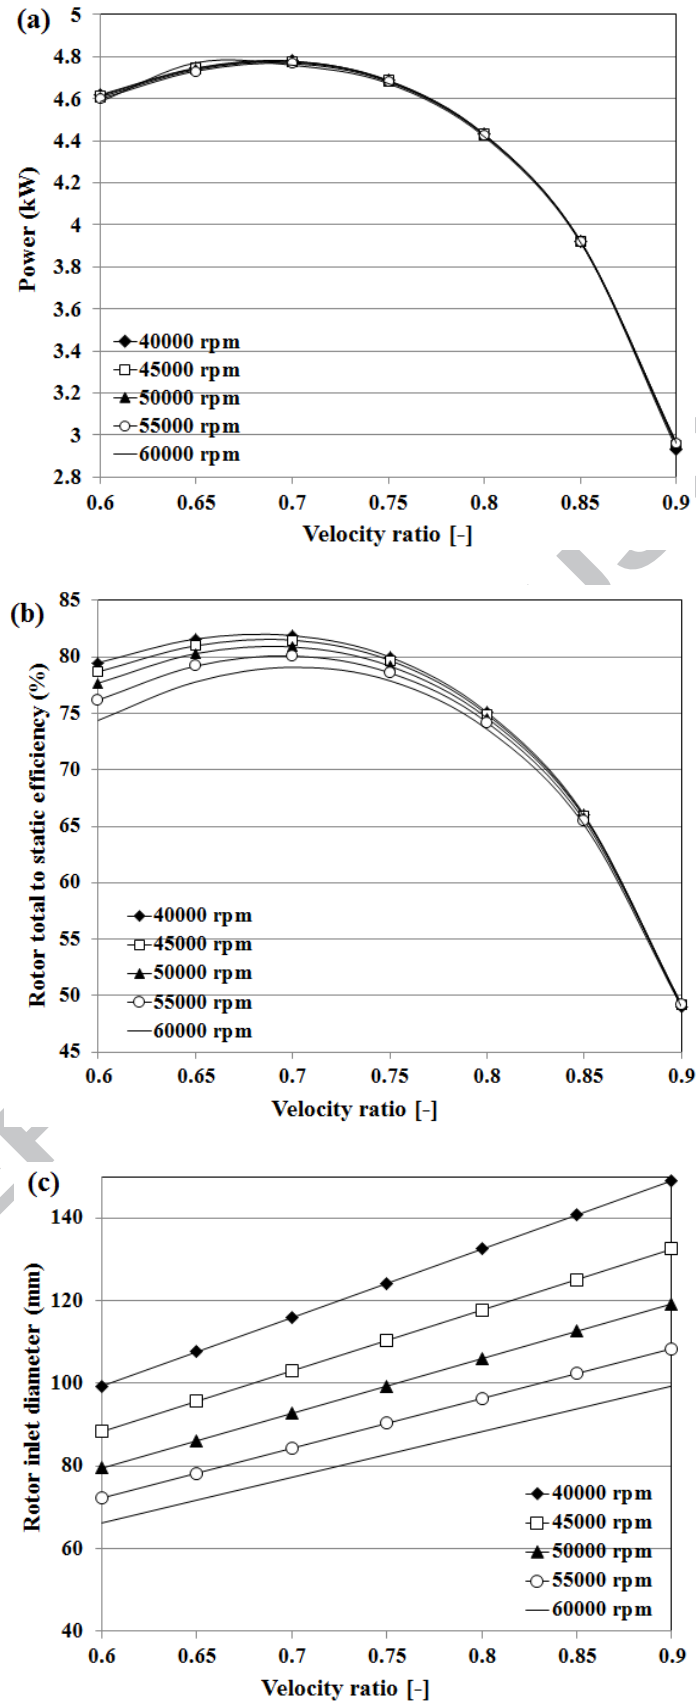 (a)
5
4.8
4.6
4.4
4.2
4
3.8
3.6
3.4
3.2
3
2.8
Power (kW)
40000 rpm
45000 rpm
50000 rpm
55000 rpm
60000 rpm
0.6 0.65 0.7 0.75 0.8 0.85 0.9
Velocity ratio [-]
(b)
85
80
75
70
65
60
55
50
45
Rotor total to static efficiency (%)
40000 rpm
45000 rpm
50000 rpm
55000 rpm
60000 rpm
0.6 0.65 0.7 0.75 0.8 0.85 0.9
Velocity ratio [-]
(c)
140
120
100
80
60
40
Rotor inlet diameter (mm)
40000 rpm
45000 rpm
50000 rpm
55000 rpm
60000 rpm
0.6 0.65 0.7 0.75 0.8 0.85 0.9
Velocity ratio [-]